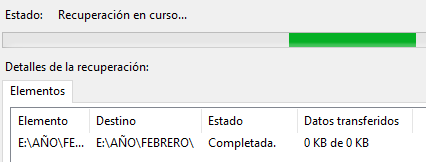 Estado: Recuperación en curso...
Detalles de la recuperación:
Elementos
Elemento Destino Estado Datos transferidos
E:\AÑO\FE... E:\AÑO\FEBRERO\ Completada. 0 KB de 0 KB